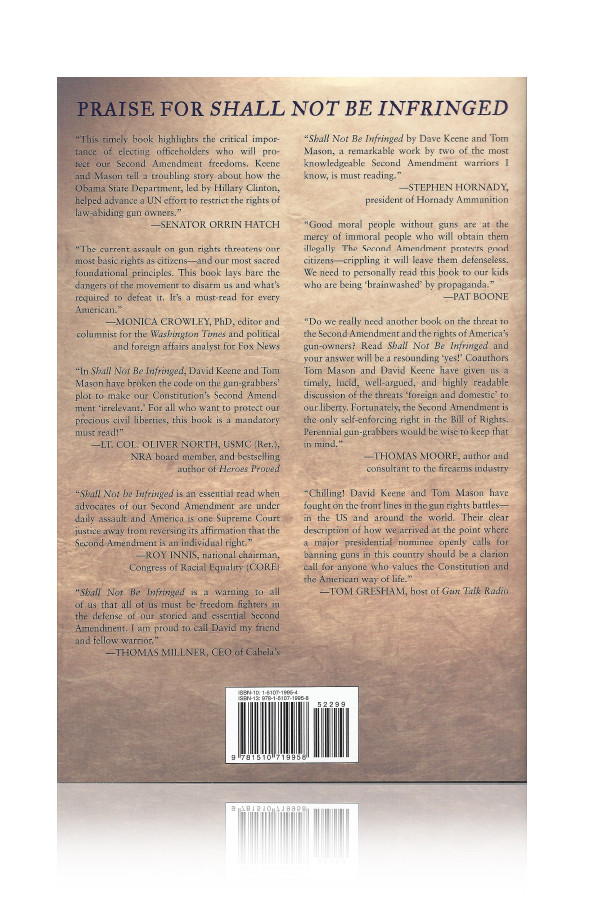 PRAISE FOR SHALL NOT BE INFRINGED
“This timely book highlights the critical impor-
tance of electing officeholders who will pro-
tect our Second Amendment freedoms. Keene
and Mason tell a troubling story about how the
Obama State Department, led by Hillary Clinton,
helped advance a UN effort to restrict the rights of
law-abiding gun owners.”
—SENATOR ORRIN HATCH
“The current assault on gun rights threatens our
most basic rights as citizens—and our most sacred
foundational principles. This book lays bare the
dangers of the movement to disarm us and what’s
required to defeat it. It’s a must-read for every
American.”
—MONICA CROWLEY, PhD, editor and
columnist for the Washington Times and political
and foreign affairs analyst for Fox News
“In Shall Not Be Infringed, David Keene and Tom
Mason have broken the code on the gun-grabbers’
plot to make our Constitution’s Second Amend-
ment ‘irrelevant.’ For all who want to protect our
precious civil liberties, this book is a mandatory
must read!”
—LT. COL. OLIVER NORTH, USMC (Ret.),
NRA board member, and bestselling
author of Heroes Proved
“Shall Not be Infringed is an essential read when
advocates of our Second Amendment are under
daily assault and America is one Supreme Court
justice away from reversing its affirmation that the
Second Amendment is an individual right.”
—ROY INNIS, national chairman,
Congress of Racial Equality (CORE)
“Shall Not Be Infringed is a warning to all
of us that all of us must be freedom fighters in
the defense of our storied and essential Second
Amendment. I am proud to call David my friend
and fellow warrior.”
—THOMAS MILLNER, CEO of Cabela’s
“Shall Not Be Infringed by Dave Keene and Tom
Mason, a remarkable work by two of the most
knowledgeable Second Amendment warriors I
know, is must reading.”
—STEPHEN HORNADY,
president of Hornady Ammunition
“Good moral people without guns are at the
mercy of immoral people who will obtain them
illegally. The Second Amendment protects good
citizens—crippling it will leave them defenseless.
We need to personally read this book to our kids
who are being ‘brainwashed’ by propaganda.”
—PAT BOONE
“Do we really need another book on the threat to
the Second Amendment and the rights of America’s
gun-owners? Read Shall Not Be Infringed and
your answer will be a resounding ‘yes!’ Coauthors
Tom Mason and David Keene have given us a
timely, lucid, well-argued, and highly readable
discussion of the threats ‘foreign and domestic’ to
our liberty. Fortunately, the Second Amendment is
the only self-enforcing right in the Bill of Rights.
Perennial gun-grabbers would be wise to keep that
in mind.”
—THOMAS MOORE, author and
consultant to the firearms industry
“Chilling! David Keene and Tom Mason have
fought on the front lines in the gun rights battles—
in the US and around the world. Their clear
description of how we arrived at the point where
a major presidential nominee openly calls for
banning guns in this country should be a clarion
call for anyone who values the Constitution and
the American way of life.”
—TOM GRESHAM, host of Gun Talk Radio
ISBN-10: 1-5107-1995-4
ISBN-13: 978-1-5107-1995-8
52299
9 781510 719958